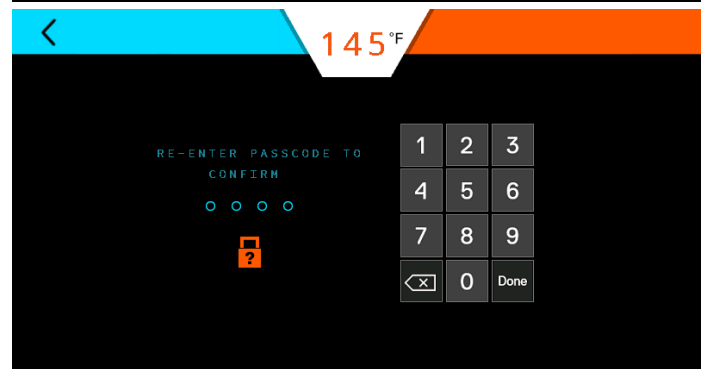 145°F
RE-ENTER PASSCODE TO
CONFIRM
?
1 2 3
4 5 6
7 8 9
0 Done